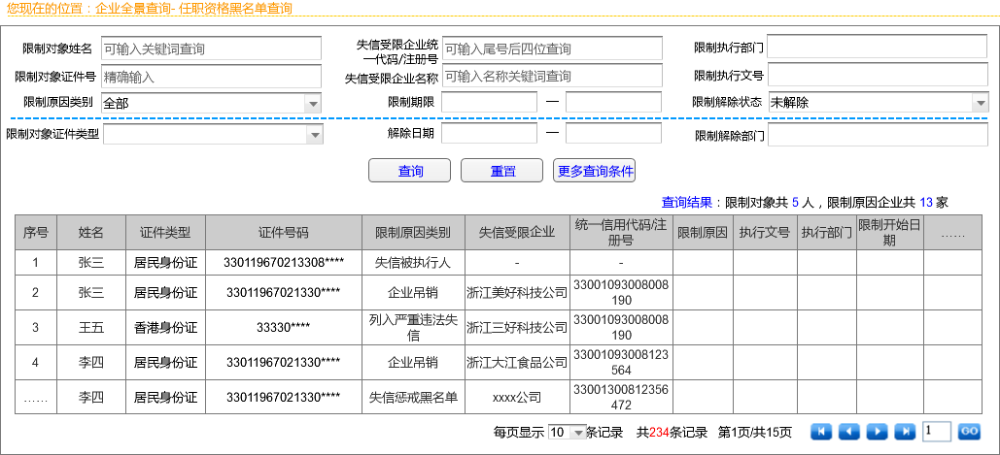 您现在的位置：企业全景查询- 任职资格黑名单查询
限制对象姓名 可输入关键词查询 失信受限企业统一代码/注册号 可输入尾号后四位查询 限制执行部门
限制对象证件号 精确输入 失信受限企业名称 可输入名称关键词查询 限制执行文号
限制原因类别 全部 限制期限 — 限制解除状态 未解除
限制对象证件类型 解除日期 — 限制解除部门
查询 重置 更多查询条件
查询结果：限制对象共 5 人，限制原因企业共 13 家
序号 姓名 证件类型 证件号码 限制原因类别 失信受限企业 统一信用代码/注册号 限制原因 执行文号 执行部门 限制开始日期 ……
1 张三 居民身份证 330119670213308**** 失信被执行人 - -
2 张三 居民身份证 33011967021330**** 企业吊销 浙江美好科技公司 33001093008008190
3 王五 香港身份证 33330**** 列入严重违法失信 浙江三好科技公司 33001093008008190
4 李四 居民身份证 33011967021330**** 企业吊销 浙江大江食品公司 33001093008123564
…… 李四 居民身份证 33011967021330**** 失信惩戒黑名单 xxxx公司 33001300812356472
每页显示 10 条记录 共234条记录 第1页/共15页 1 GO